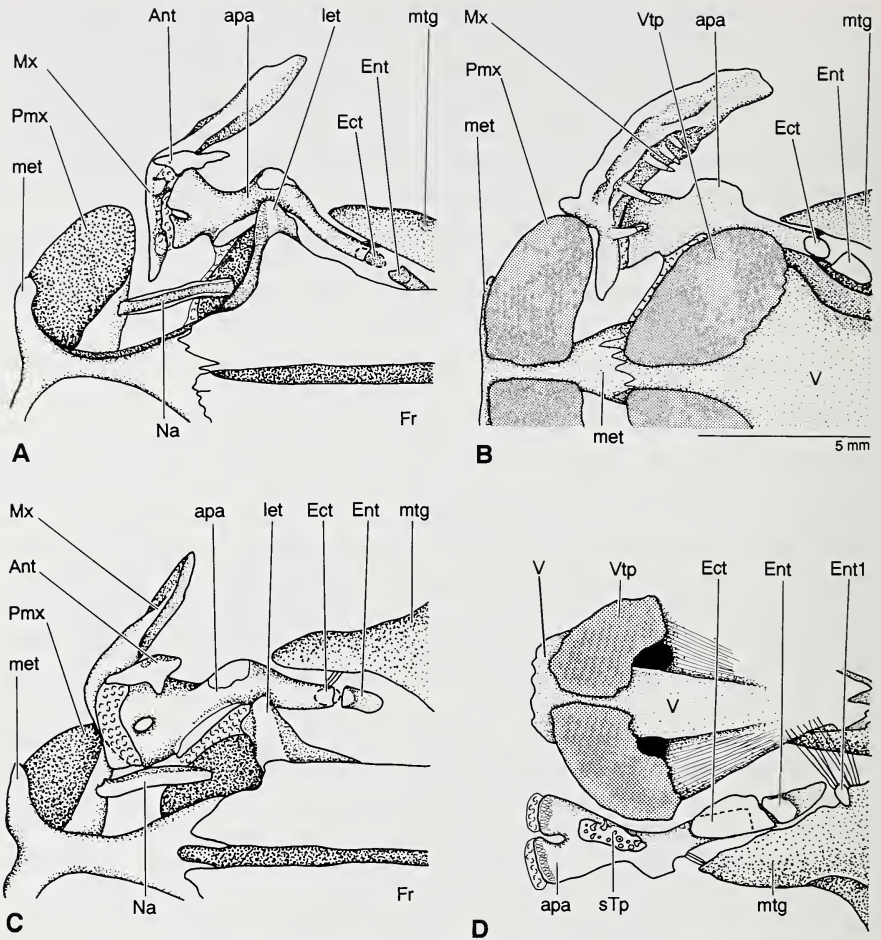 Ant apa let mtg
Mx Ent
Pmx Ect
met
Na
Fr
A
Mx Vtp apa mtg
Pmx Ent
met Ect
V
met
5 mm
B
Mx apa let Ect Ent mtg
Ant
Pmx
met
Na
Fr
C
V Vtp Ect Ent Ent1
V
apa sTp mtg
D